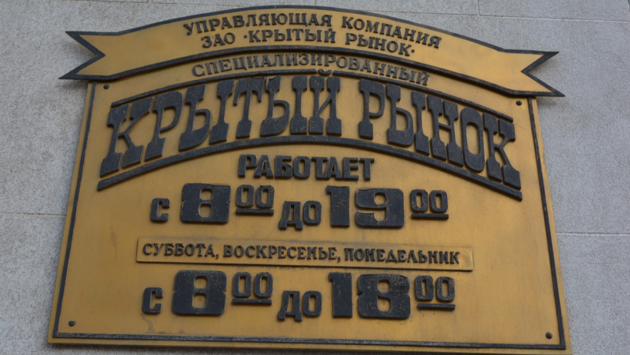 УПРАВЛЯЮЩАЯ КОМПАНИЯ
ЗАО "КРЫТЫЙ РЫНОК"
СПЕЦИАЛИЗИРОВАННЫЙ
КРЫТЫЙ РЫНОК
РАБОТАЕТ
с 8 00 до 19 00
СУББОТА, ВОСКРЕСЕНЬЕ, ПОНЕДЕЛЬНИК
с 8 00 до 18 00